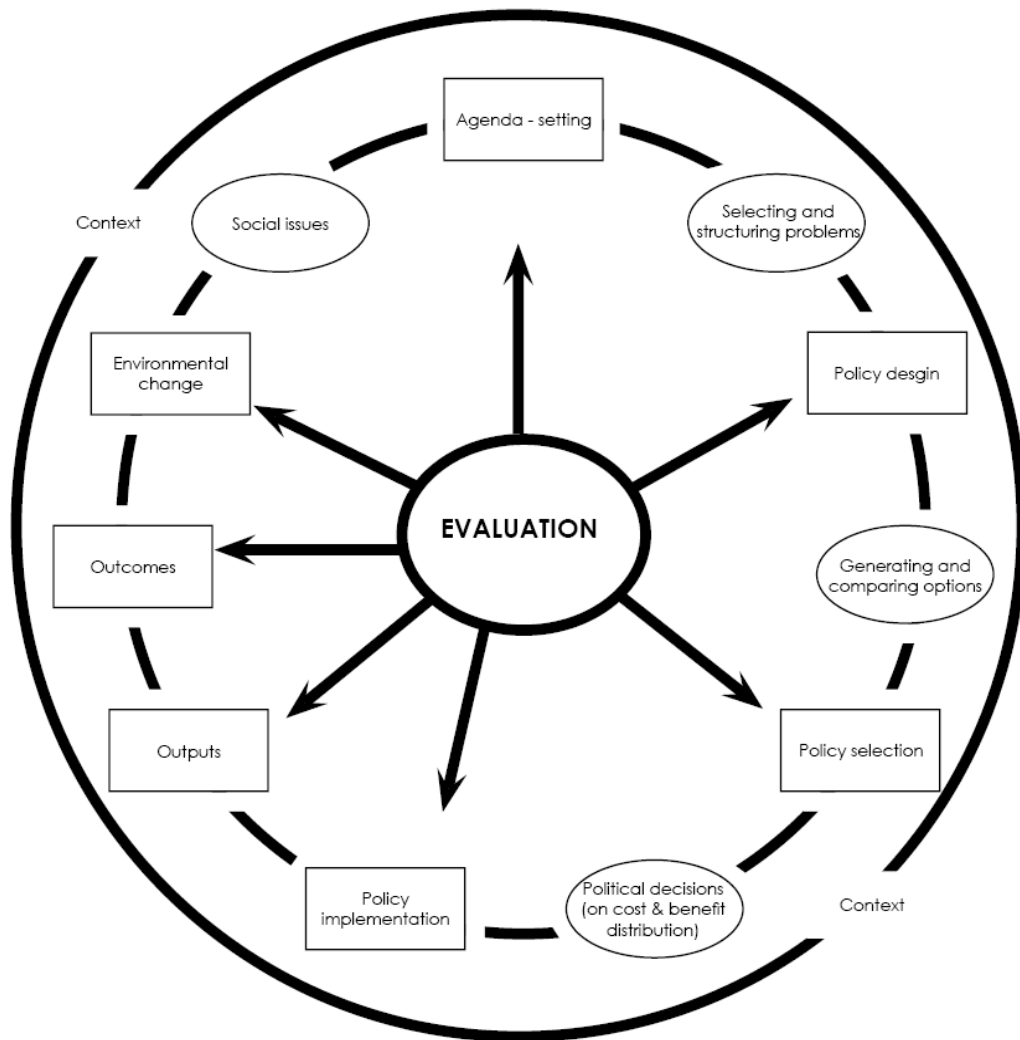 Agenda - setting
Social issues
Context
Selecting and
structuring problems
Environmental
change
Policy desgin
EVALUATION
Outcomes
Generating and
comparing options
Outputs
Policy selection
Policy
implementation
Political decisions
(on cost & benefit
distribution)
Context